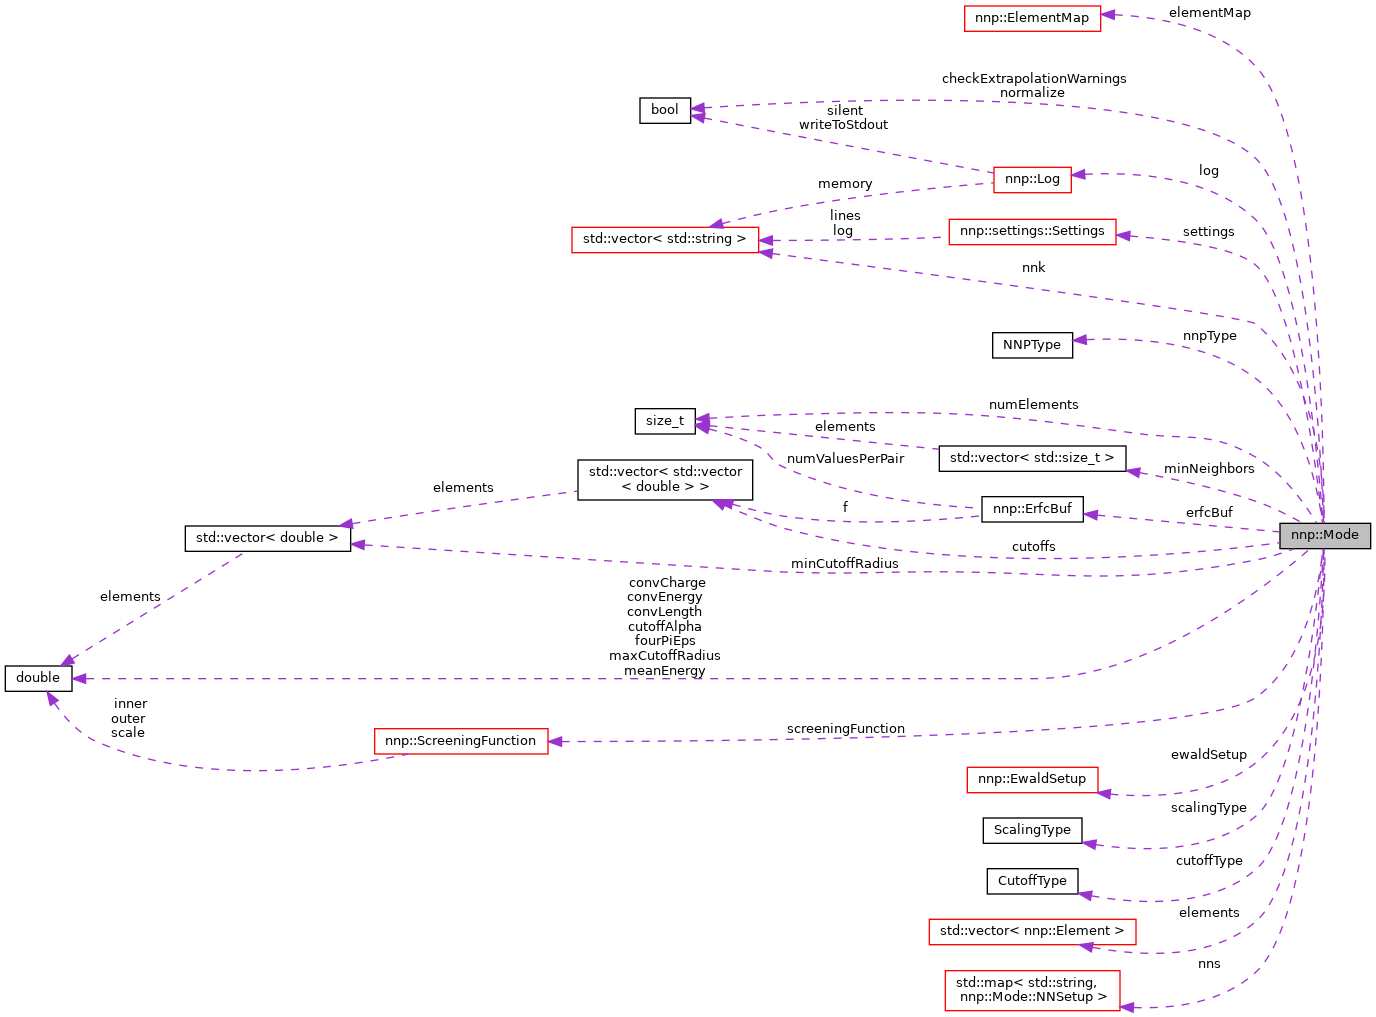 elementMap
nnp::ElementMap
checkExtrapolationWarnings
normalize
bool
silent
writeToStdout
log
nnp::Log
memory
lines
log
std::vector< std::string >
nnp::settings::Settings
settings
nnk
NNPType
nnpType
numElements
size_t
elements
std::vector< std::size_t >
numValuesPerPair
minNeighbors
std::vector< std::vector
< double > >
elements
f
nnp::ErfcBuf
erfcBuf
std::vector< double >
cutoffs
nnp::Mode
minCutoffRadius
elements
convCharge
convEnergy
convLength
cutoffAlpha
fourPiEps
maxCutoffRadius
meanEnergy
double
inner
outer
scale
nnp::ScreeningFunction
screeningFunction
ewaldSetup
nnp::EwaldSetup
scalingType
ScalingType
cutoffType
CutoffType
elements
std::vector< nnp::Element >
nns
std::map< std::string,
nnp::Mode::NNSetup >